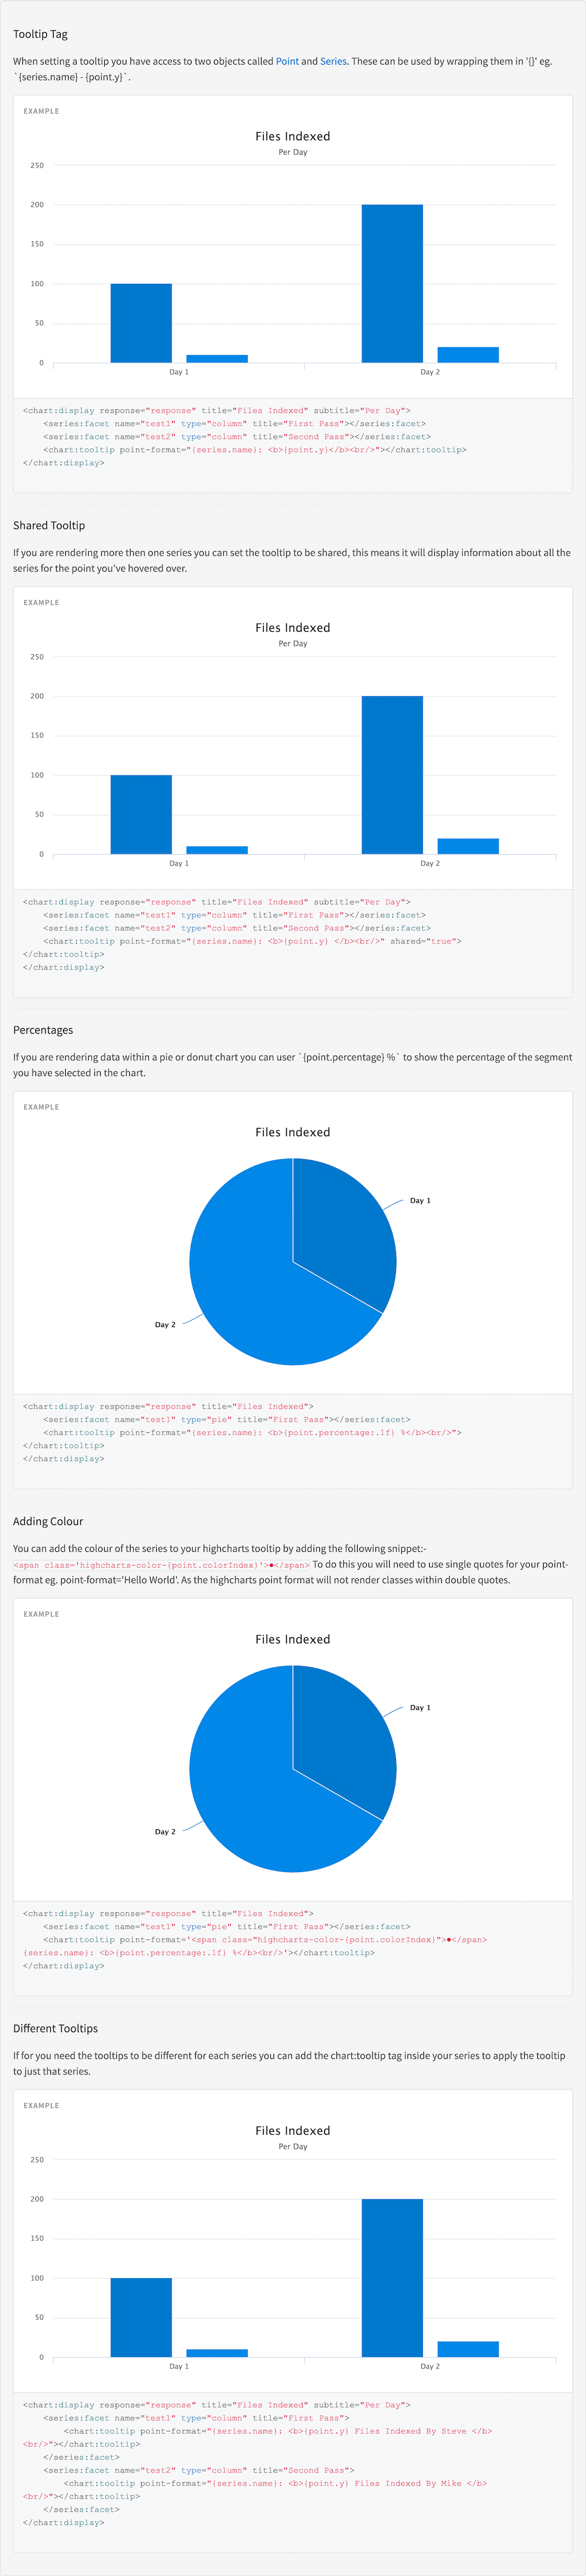 Tooltip Tag
When setting a tooltip you have access to two objects called Point and Series. These can be used by wrapping them in '{}' eg.
`{series.name} - {point.y}`.
EXAMPLE
Files Indexed
Per Day
250
200
150
100
50
0
Day 1
Day 2
<chart:display response="response" title="Files Indexed" subtitle="Per Day">
    <series:facet name="test1" type="column" title="First Pass"></series:facet>
    <series:facet name="test2" type="column" title="Second Pass"></series:facet>
    <chart:tooltip point-format="{series.name}: <b>{point.y}</b><br/>"></chart:tooltip>
</chart:display>
Shared Tooltip
If you are rendering more then one series you can set the tooltip to be shared, this means it will display information about all the
series for the point you've hovered over.
EXAMPLE
Files Indexed
Per Day
250
200
150
100
50
0
Day 1
Day 2
<chart:display response="response" title="Files Indexed" subtitle="Per Day">
    <series:facet name="test1" type="column" title="First Pass"></series:facet>
    <series:facet name="test2" type="column" title="Second Pass"></series:facet>
    <chart:tooltip point-format="{series.name}: <b>{point.y} </b><br/>" shared="true">
</chart:tooltip>
</chart:display>
Percentages
If you are rendering data within a pie or donut chart you can user `{point.percentage} %` to show the percentage of the segment
you have selected in the chart.
EXAMPLE
Files Indexed
Day 1
Day 2
<chart:display response="response" title="Files Indexed">
    <series:facet name="test1" type="pie" title="First Pass"></series:facet>
    <chart:tooltip point-format="{series.name}: <b>{point.percentage:.1f} %</b><br/>">
</chart:tooltip>
</chart:display>
Adding Colour
You can add the colour of the series to your highcharts tooltip by adding the following snippet:-
<span class='highcharts-color-{point.colorIndex}'>●</span> To do this you will need to use single quotes for your point-
format eg. point-format='Hello World'. As the highcharts point format will not render classes within double quotes.
EXAMPLE
Files Indexed
Day 1
Day 2
<chart:display response="response" title="Files Indexed">
    <series:facet name="test1" type="pie" title="First Pass"></series:facet>
    <chart:tooltip point-format='<span class="highcharts-color-{point.colorIndex}">●</span>
{series.name}: <b>{point.percentage:.1f} %</b><br/>'></chart:tooltip>
</chart:display>
Different Tooltips
If for you need the tooltips to be different for each series you can add the chart:tooltip tag inside your series to apply the tooltip
to just that series.
EXAMPLE
Files Indexed
Per Day
250
200
150
100
50
0
Day 1
Day 2
<chart:display response="response" title="Files Indexed" subtitle="Per Day">
    <series:facet name="test1" type="column" title="First Pass">
        <chart:tooltip point-format="{series.name}: <b>{point.y} Files Indexed By Steve </b>
<br/>"></chart:tooltip>
    </series:facet>
    <series:facet name="test2" type="column" title="Second Pass">
        <chart:tooltip point-format="{series.name}: <b>{point.y} Files Indexed By Mike </b>
<br/>"></chart:tooltip>
    </series:facet>
</chart:display>